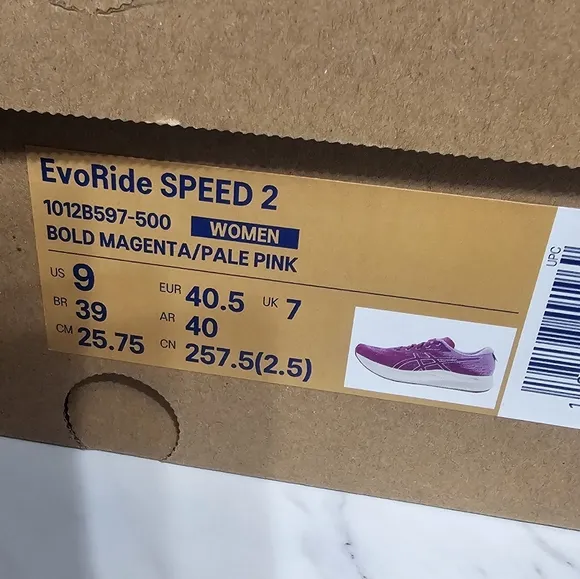 EvoRide SPEED 2
1012B597-500 WOMEN
BOLD MAGENTA/PALE PINK
US 9 EUR 40.5 UK 7
BR 39 AR 40
CM 25.75 CN 257.5(2.5)
UPC